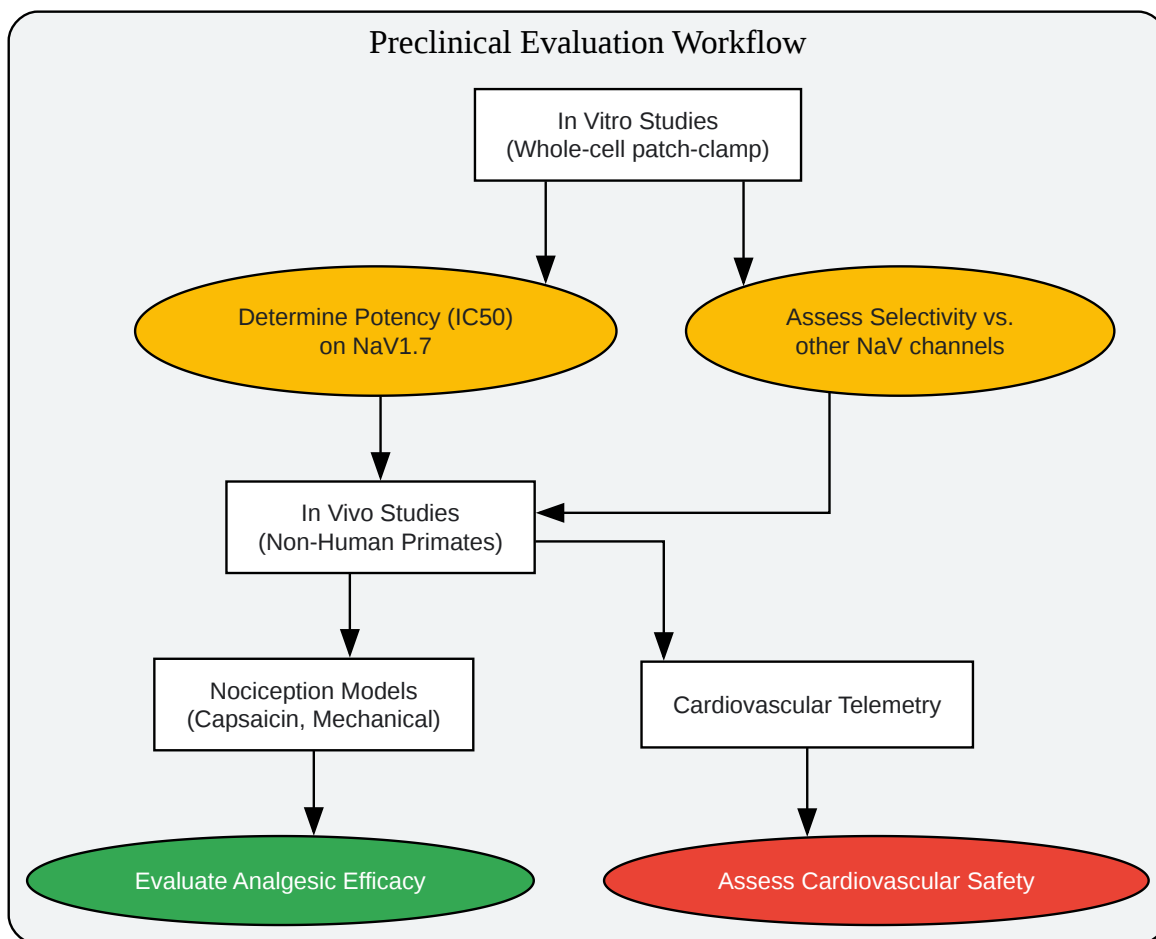 Preclinical Evaluation Workflow
In Vitro Studies
(Whole-cell patch-clamp)
Determine Potency (IC50)
on NaV1.7
Assess Selectivity vs.
other NaV channels
In Vivo Studies
(Non-Human Primates)
Nociception Models
(Capsaicin, Mechanical)
Cardiovascular Telemetry
Evaluate Analgesic Efficacy
Assess Cardiovascular Safety